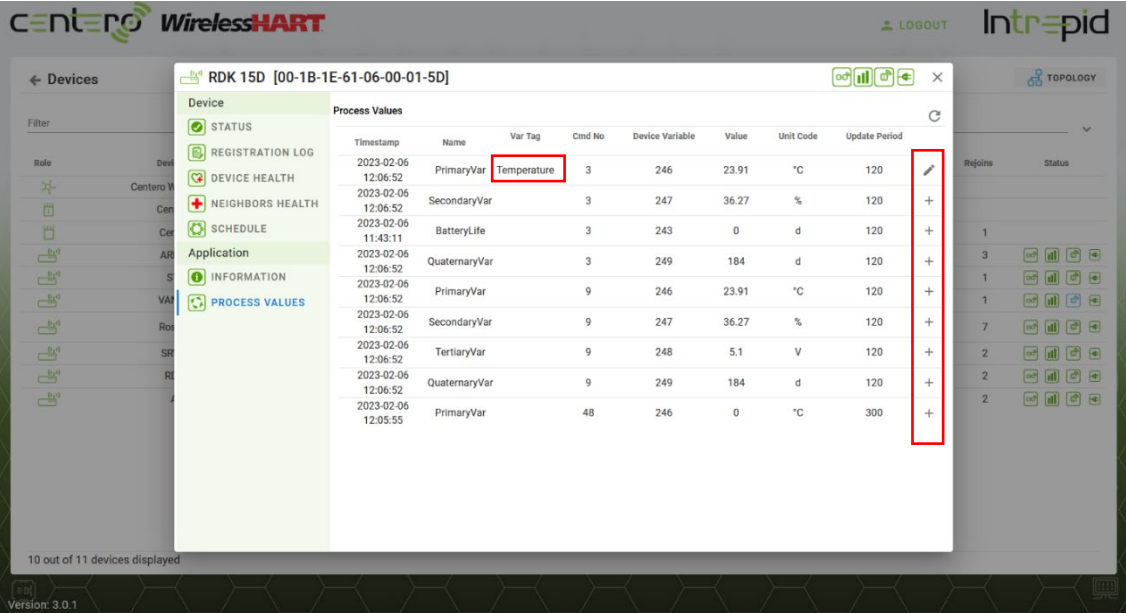 centero WirelessHART
LOGOUT
Intrepid
Devices
RDK 15D [00-1B-1E-61-06-00-01-5D]
TOPOLOGY
Filter
Device
STATUS
REGISTRATION LOG
DEVICE HEALTH
NEIGHBORS HEALTH
SCHEDULE
Application
INFORMATION
PROCESS VALUES
Process Values
Timestamp Name Var Tag Cmd No Device Variable Value Unit Code Update Period
2023-02-06
12:06:52 PrimaryVar Temperature 3 246 23.91 °C 120
2023-02-06
12:06:52 SecondaryVar 3 247 36.27 % 120 +
2023-02-06
11:43:11 BatteryLife 3 243 0 d 120 +
2023-02-06
12:06:52 QuaternaryVar 3 249 184 d 120 +
2023-02-06
12:06:52 PrimaryVar 9 246 23.91 °C 120 +
2023-02-06
12:06:52 SecondaryVar 9 247 36.27 % 120 +
2023-02-06
12:06:52 TertiaryVar 9 248 5.1 V 120 +
2023-02-06
12:06:52 QuaternaryVar 9 249 184 d 120 +
2023-02-06
12:05:55 PrimaryVar 48 246 0 °C 300 +
Role Rejoins Status
Centero W
Cen
Cer 1
AR 3
S 1
VAN 1
Ros 7
SR 2
RD 2
A 2
10 out of 11 devices displayed
Version: 3.0.1